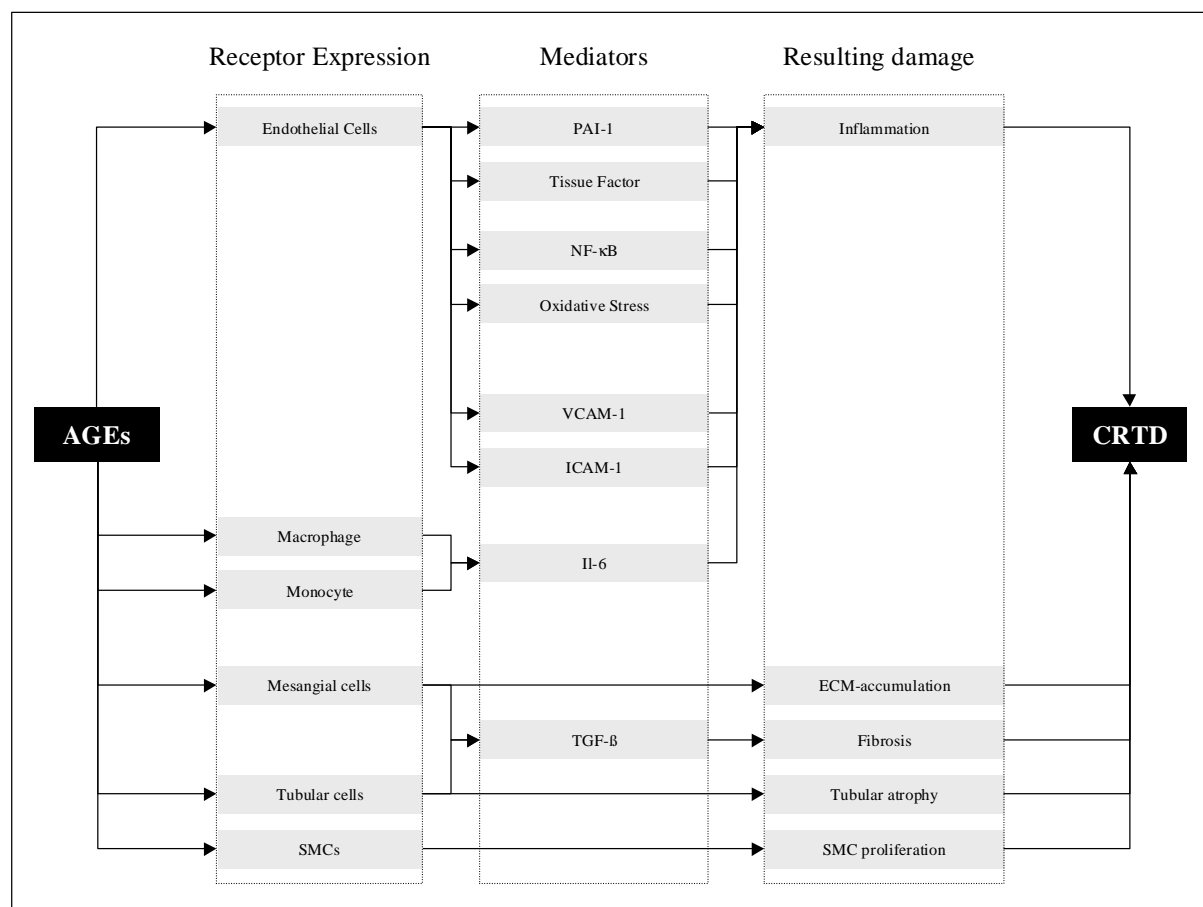 Receptor Expression
Mediators
Resulting damage
Endothelial Cells
PAI-1
Inflammation
Tissue Factor
NF-κB
Oxidative Stress
VCAM-1
AGEs
CRTD
ICAM-1
Macrophage
Il-6
Monocyte
Mesangial cells
ECM-accumulation
TGF-ß
Fibrosis
Tubular cells
Tubular atrophy
SMCs
SMC proliferation